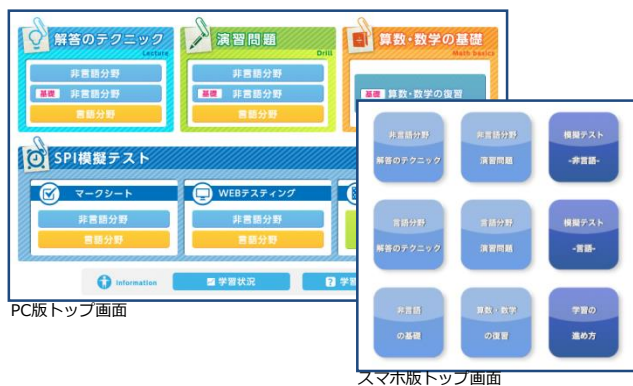 解答のテクニック
Lecture
非言語分野
基礎 非言語分野
言語分野
演習問題
Drill
非言語分野
基礎 非言語分野
言語分野
算数・数学の基礎
Math basics
基礎 算数・数学の復習
SPI模擬テスト
マークシート
非言語分野
言語分野
WEBテスティング
非言語分野
言語分野
Information
学習状況
? 学習
PC版トップ画面
非言語分野
解答のテクニック
非言語分野
演習問題
模擬テスト
-非言語-
言語分野
解答のテクニック
言語分野
演習問題
模擬テスト
-言語-
非言語
の基礎
算数・数学
の復習
学習の
進め方
スマホ版トップ画面